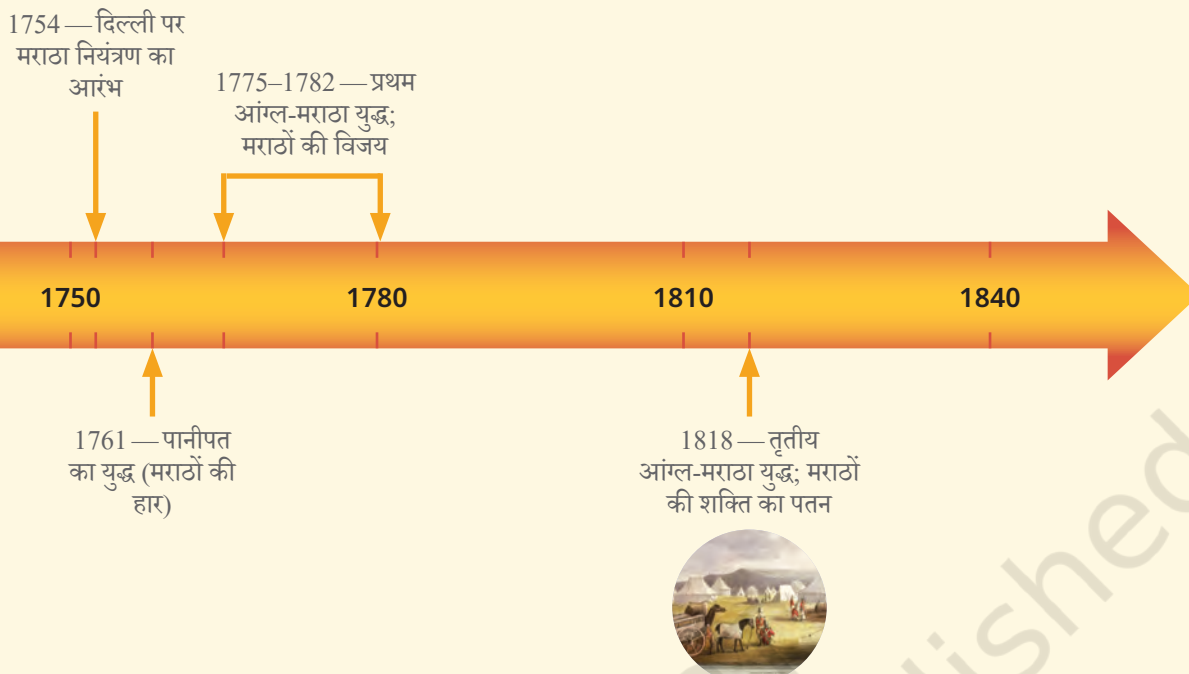 1754 — दिल्ली पर
मराठा नियंत्रण का
आरंभ
1775–1782 — प्रथम
आंग्ल-मराठा युद्ध;
मराठों की विजय
1750
1780
1810
1840
1761 — पानीपत
का युद्ध (मराठों की
हार)
1818 — तृतीय
आंग्ल-मराठा युद्ध; मराठों
की शक्ति का पतन